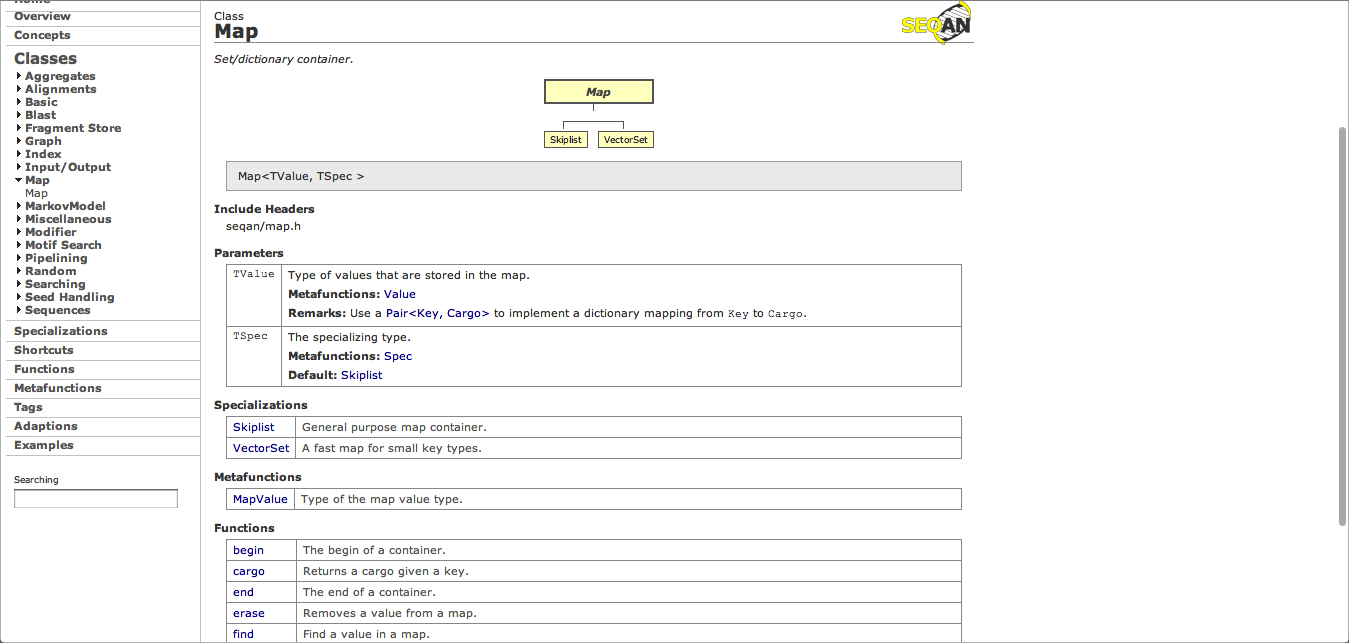 Home
Overview
Concepts
Classes
Aggregates
Alignments
Basic
Blast
Fragment Store
Graph
Index
Input/Output
Map
Map
MarkovModel
Miscellaneous
Modifier
Motif Search
Pipelining
Random
Searching
Seed Handling
Sequences
Specializations
Shortcuts
Functions
Metafunctions
Tags
Adaptions
Examples
Searching
Class
Map
SEQAN
Set/dictionary container.
Map
Skiplist VectorSet
Map<TValue, TSpec >
Include Headers
seqan/map.h
Parameters
TValue Type of values that are stored in the map.
Metafunctions: Value
Remarks: Use a Pair<Key, Cargo> to implement a dictionary mapping from Key to Cargo.
TSpec The specializing type.
Metafunctions: Spec
Default: Skiplist
Specializations
Skiplist General purpose map container.
VectorSet A fast map for small key types.
Metafunctions
MapValue Type of the map value type.
Functions
begin The begin of a container.
cargo Returns a cargo given a key.
end The end of a container.
erase Removes a value from a map.
find Find a value in a map.